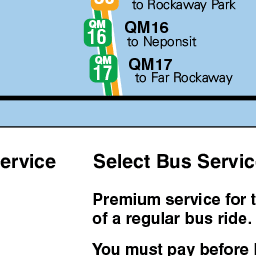 to Rockaway Park
QM 16 QM16
to Neponsit
QM 17 QM17
to Far Rockaway
ervice Select Bus Servic
Premium service for t
of a regular bus ride.
You must pay before